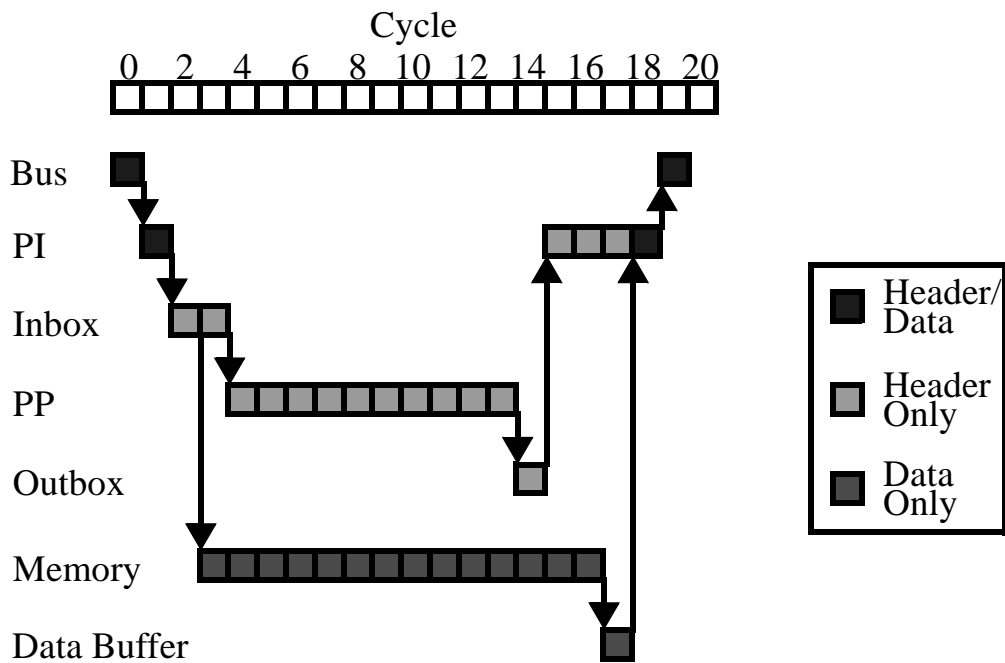 Cycle
0 2 4 6 8 10 12 14 16 18 20
Bus
PI
Inbox
PP
Outbox
Memory
Data Buffer
Header/
Data
Header
Only
Data
Only